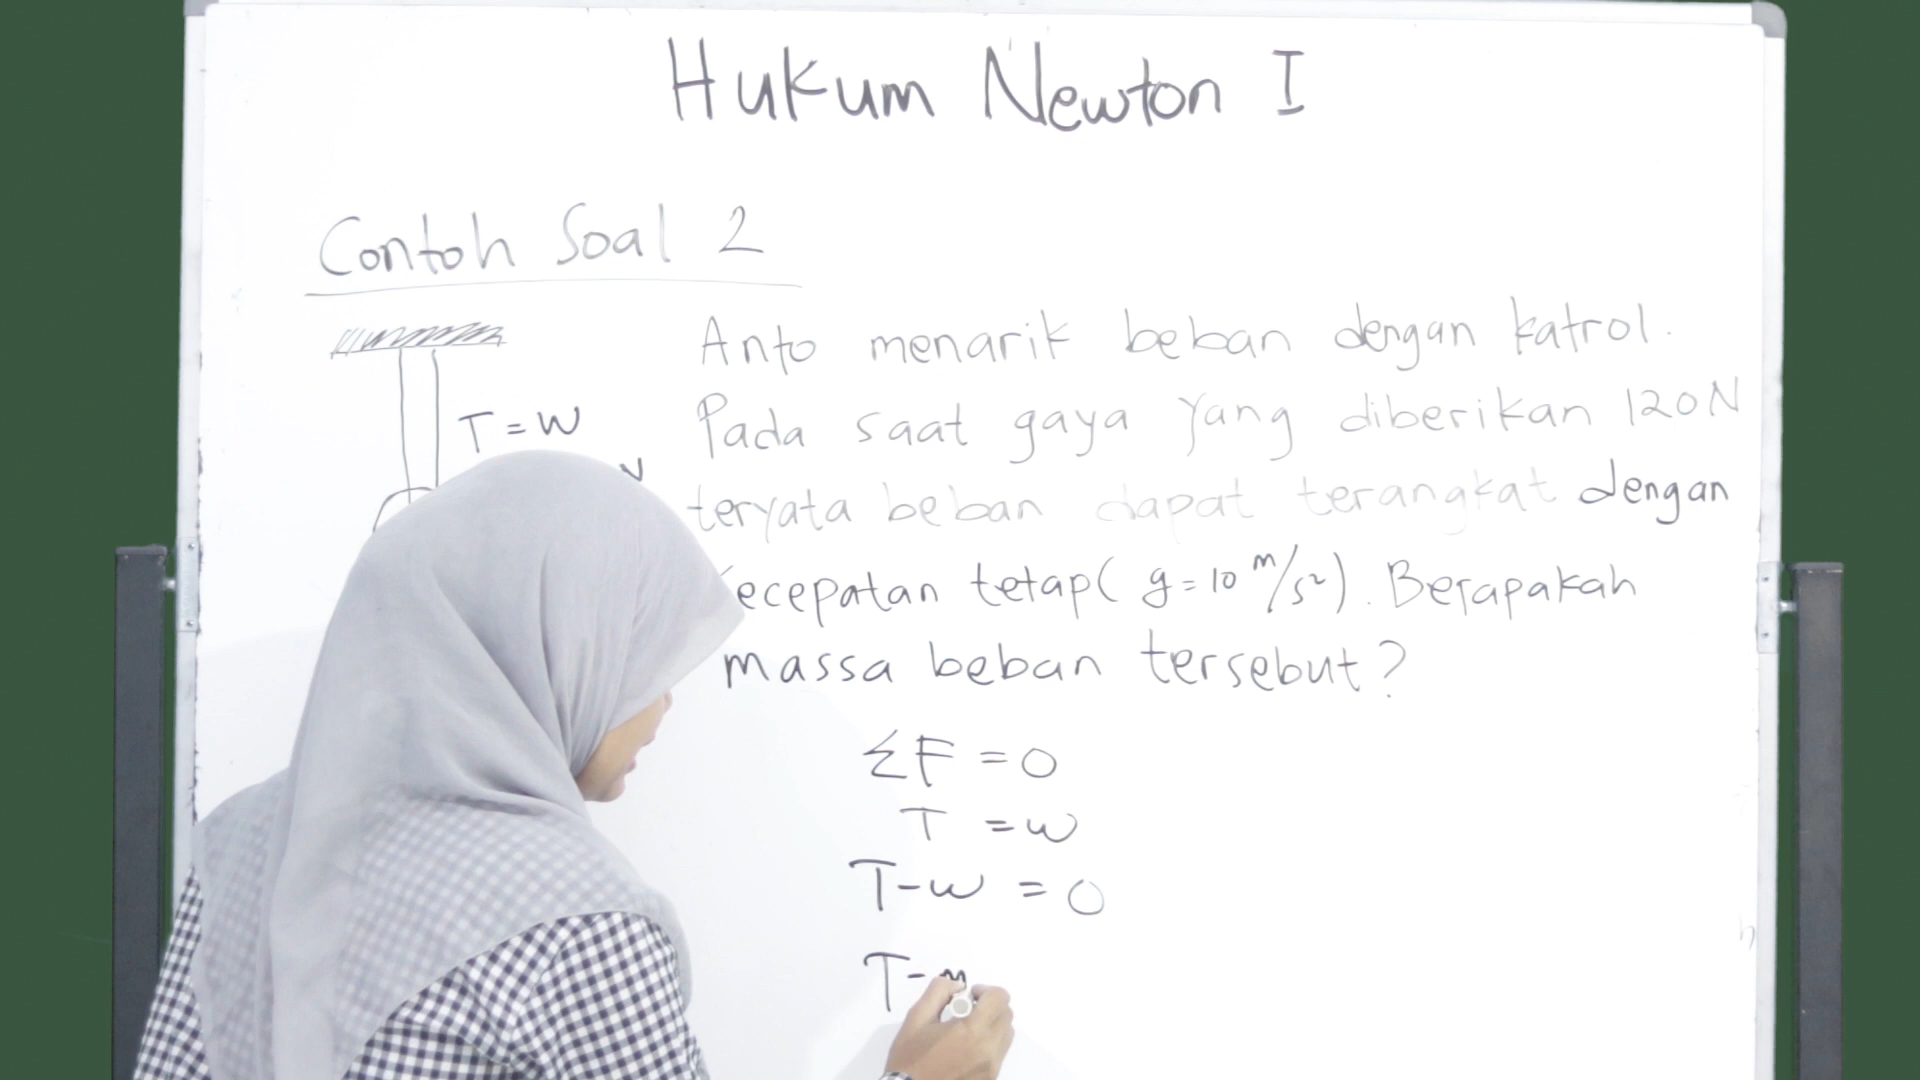 Hukum Newton I
Contoh Soal 2
T = W
Anto menarik beban dengan katrol.
Pada saat gaya yang diberikan 120N
teryata beban dapat terangkat dengan
ecepatan tetap( g = 10 m/s²). Berapakah
massa beban tersebut?
ΣF = 0
T = w
T - w = 0
T - m